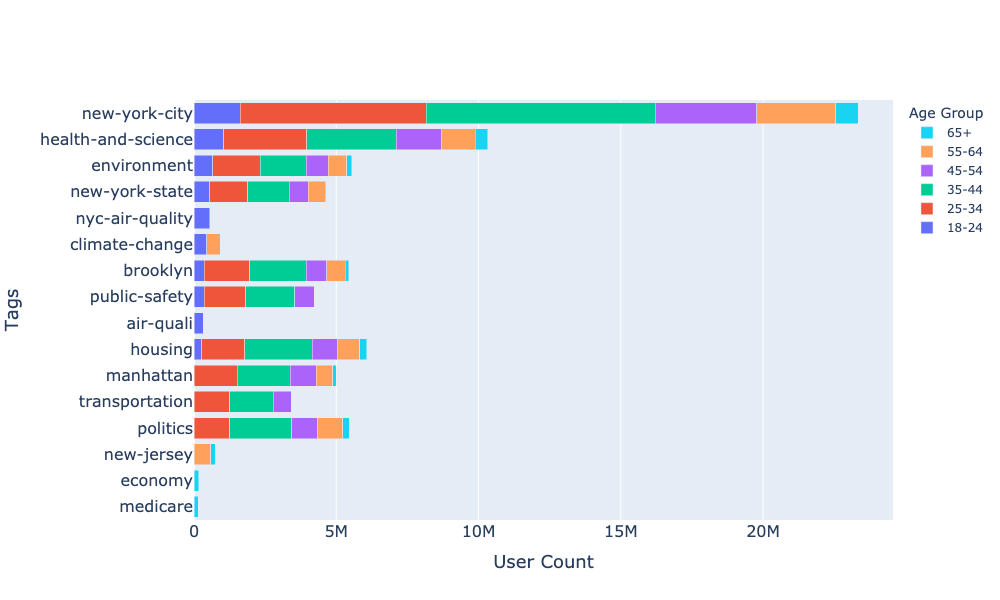 new-york-city
health-and-science
environment
new-york-state
nyc-air-quality
climate-change
brooklyn
public-safety
air-quali
housing
manhattan
transportation
politics
new-jersey
economy
medicare
Tags
0 5M 10M 15M 20M
User Count
Age Group
65+
55-64
45-54
35-44
25-34
18-24